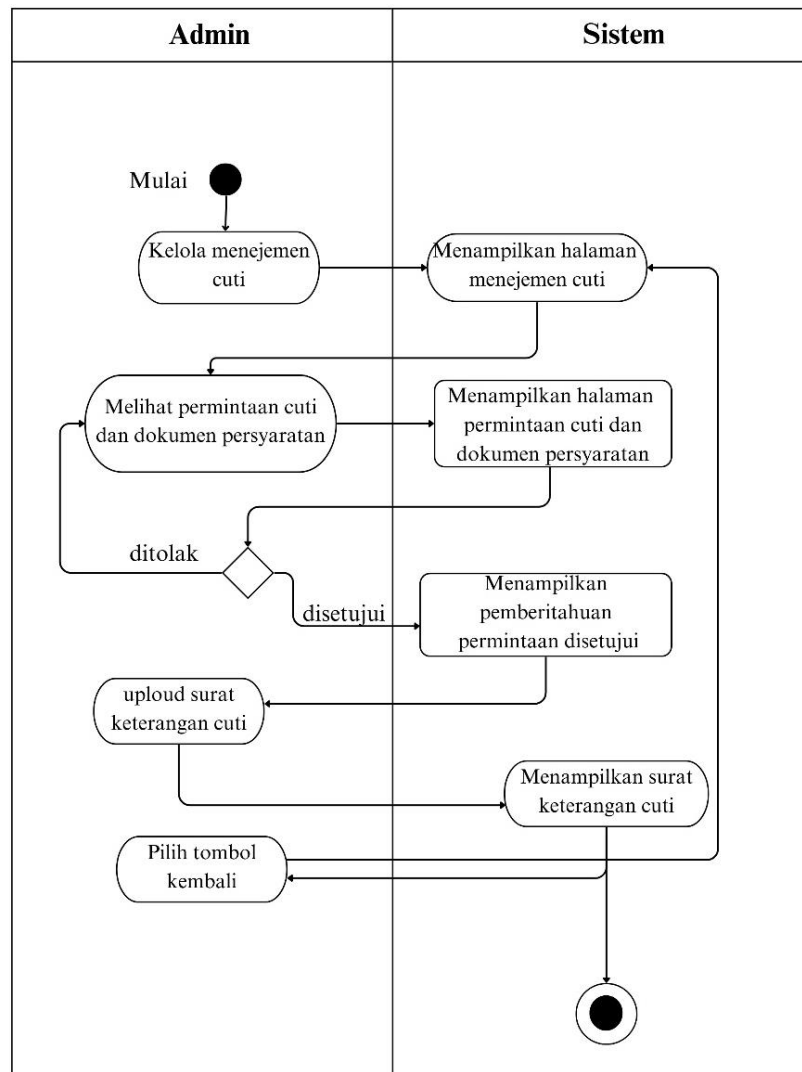 Admin
Sistem
Mulai
Kelola menejemen
cuti
Menampilkan halaman
menejemen cuti
Melihat permintaan cuti
dan dokumen persyaratan
Menampilkan halaman
permintaan cuti dan
dokumen persyaratan
ditolak
disetujui
Menampilkan
pemberitahuan
permintaan disetujui
uploud surat
keterangan cuti
Menampilkan surat
keterangan cuti
Pilih tombol
kembali